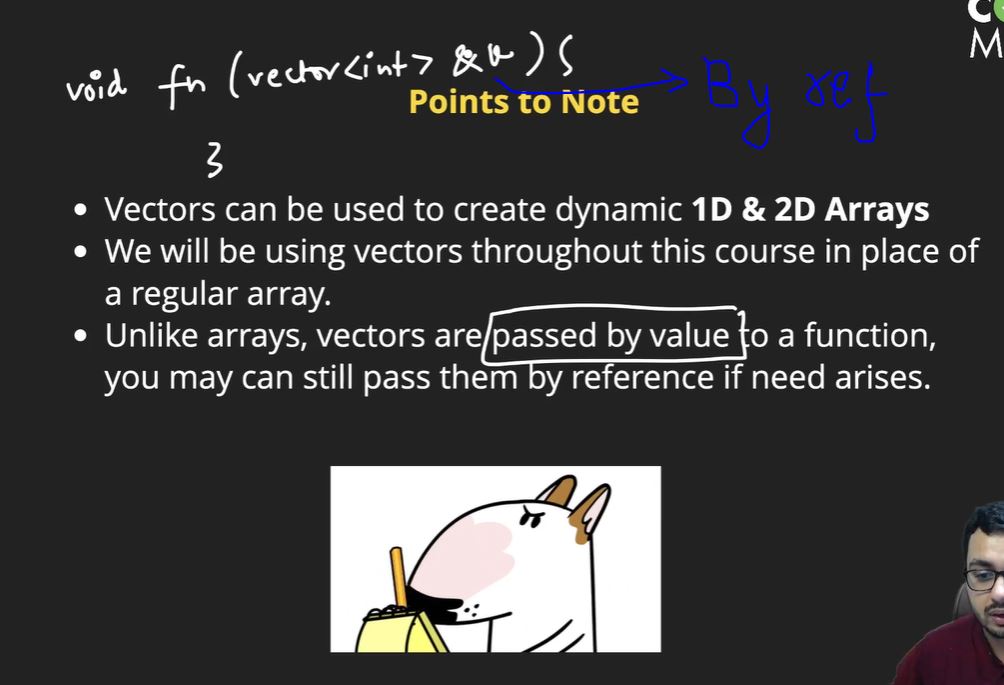 void fn (vector<int> &v) {
By ref
Points to Note
}
• Vectors can be used to create dynamic 1D & 2D Arrays
• We will be using vectors throughout this course in place of
a regular array.
• Unlike arrays, vectors are passed by value to a function,
you may can still pass them by reference if need arises.